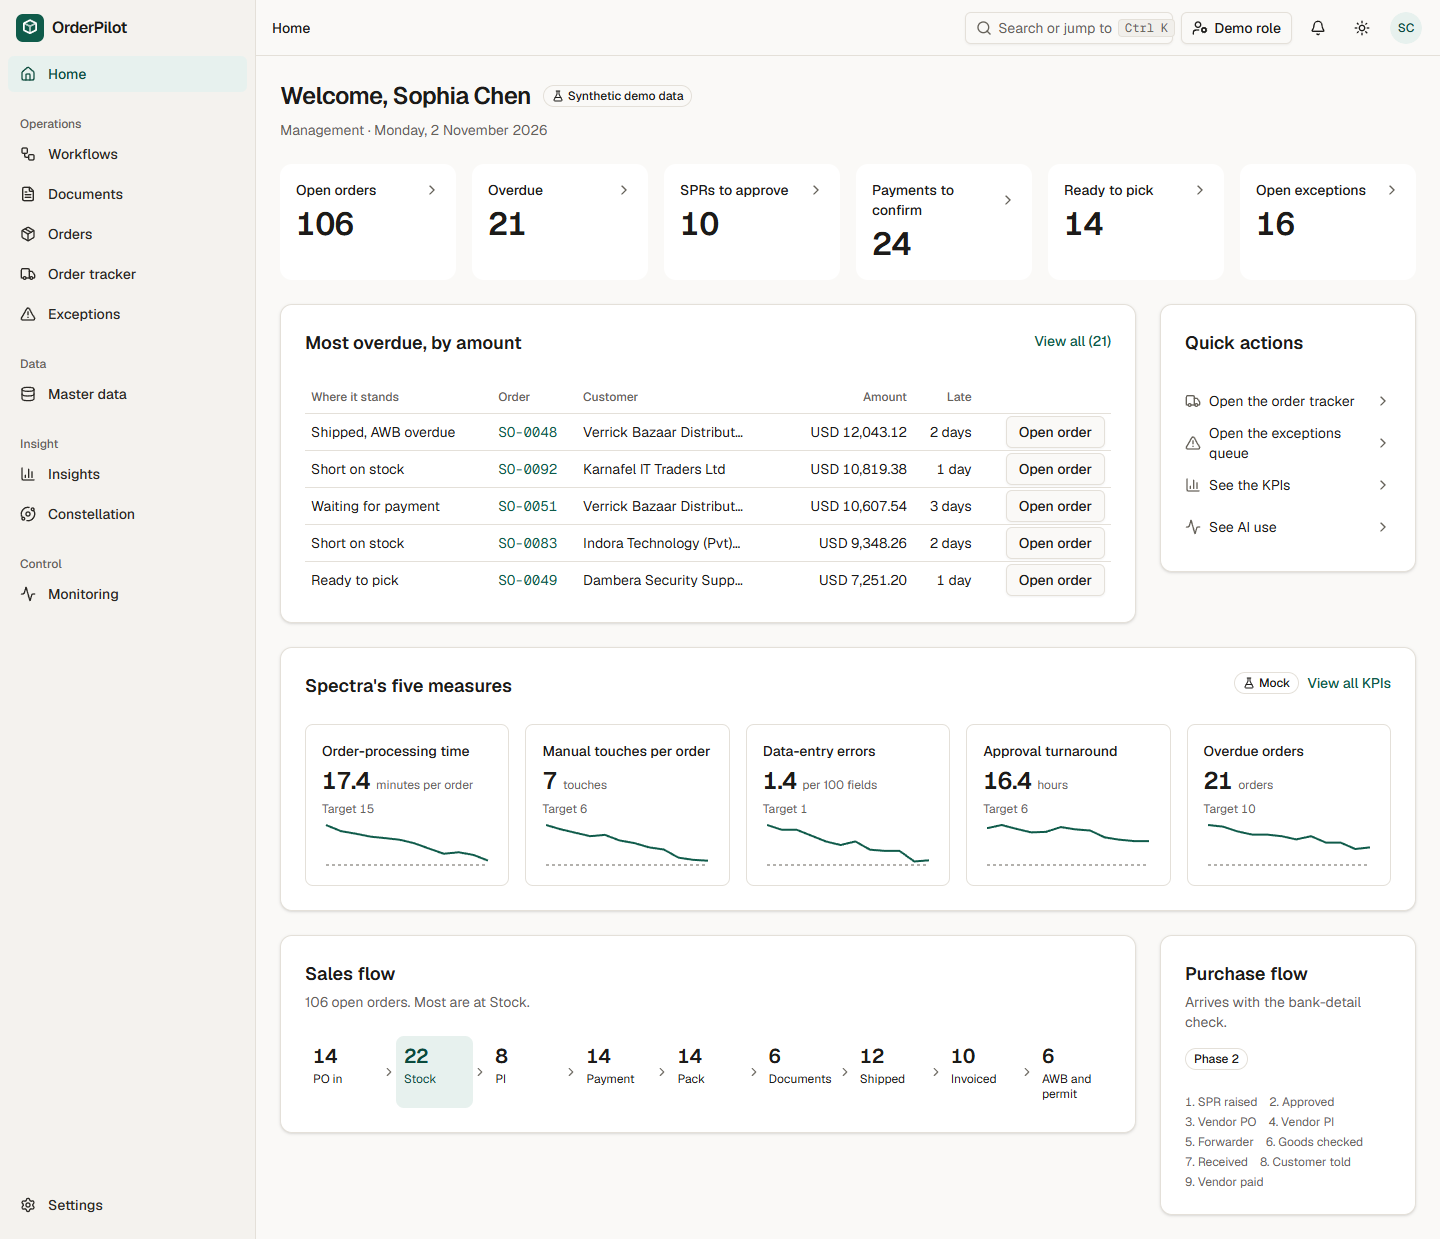 OrderPilot
Home
Operations
Workflows
Documents
Orders
Order tracker
Exceptions
Data
Master data
Insight
Insights
Constellation
Control
Monitoring
Settings
Home
Search or jump to
Ctrl K
Demo role
SC
Welcome, Sophia Chen
Synthetic demo data
Management · Monday, 2 November 2026
Open orders
106
Overdue
21
SPRs to approve
10
Payments to
confirm
24
Ready to pick
14
Open exceptions
16
Most overdue, by amount
View all (21)
Where it stands Order Customer Amount Late
Shipped, AWB overdue SO-0048 Verrick Bazaar Distribut... USD 12,043.12 2 days Open order
Short on stock SO-0092 Karnafel IT Traders Ltd USD 10,819.38 1 day Open order
Waiting for payment SO-0051 Verrick Bazaar Distribut... USD 10,607.54 3 days Open order
Short on stock SO-0083 Indora Technology (Pvt)... USD 9,348.26 2 days Open order
Ready to pick SO-0049 Dambera Security Supp... USD 7,251.20 1 day Open order
Quick actions
Open the order tracker
Open the exceptions
queue
See the KPIs
See AI use
Spectra's five measures
Mock
View all KPIs
Order-processing time
17.4 minutes per order
Target 15
Manual touches per order
7 touches
Target 6
Data-entry errors
1.4 per 100 fields
Target 1
Approval turnaround
16.4 hours
Target 6
Overdue orders
21 orders
Target 10
Sales flow
106 open orders. Most are at Stock.
14
PO in
22
Stock
8
PI
14
Payment
14
Pack
6
Documents
12
Shipped
10
Invoiced
6
AWB and
permit
Purchase flow
Arrives with the bank-detail
check.
Phase 2
1. SPR raised 2. Approved
3. Vendor PO 4. Vendor PI
5. Forwarder 6. Goods checked
7. Received 8. Customer told
9. Vendor paid